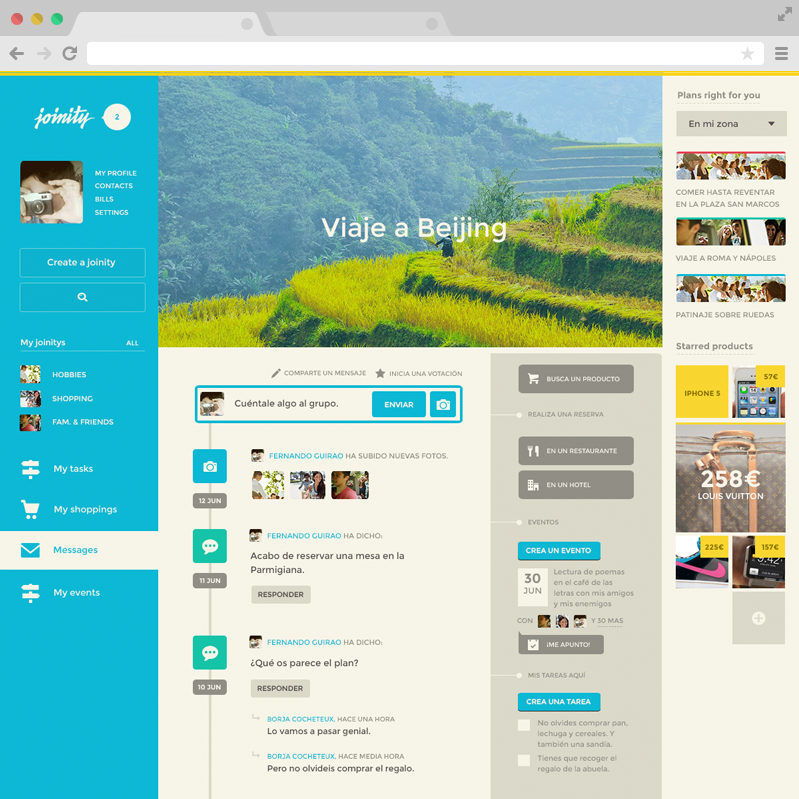 joinity
2
MY PROFILE
CONTACTS
BILLS
SETTINGS
Create a joinity
My joinitys
ALL
HOBBIES
SHOPPING
FAM. & FRIENDS
My tasks
My shoppings
Messages
My events
Viaje a Beijing
COMPARTE UN MENSAJE
INICIA UNA VOTACIÓN
Cuéntale algo al grupo.
ENVIAR
FERNANDO GUIRAO HA SUBIDO NUEVAS FOTOS.
12 JUN
FERNANDO GUIRAO HA DICHO:
Acabo de reservar una mesa en la
Parmigiana.
11 JUN
RESPONDER
FERNANDO GUIRAO HA DICHO:
¿Qué os parece el plan?
10 JUN
RESPONDER
BORJA COCHETEUX, HACE UNA HORA
Lo vamos a pasar genial.
BORJA COCHETEUX, HACE MEDIA HORA
Pero no olvideis comprar el regalo.
BUSCA UN PRODUCTO
REALIZA UNA RESERVA
EN UN RESTAURANTE
EN UN HOTEL
EVENTOS
CREA UN EVENTO
30
JUN
Lectura de poemas
en el café de las
letras con mis amigos
y mis enemigos
CON
Y 30 MAS
¡ME APUNTO!
MIS TAREAS AQUÍ
CREA UNA TAREA
No olvides comprar pan,
lechuga y cereales. Y
también una sandía.
Tienes que recoger el
regalo de la abuela.
Plans right for you
En mi zona
COMER HASTA REVENTAR
EN LA PLAZA SAN MARCOS
VIAJE A ROMA Y NÁPOLES
PATINAJE SOBRE RUEDAS
Starred products
IPHONE 5
57€
258€
LOUIS VUITTON
225€
157€